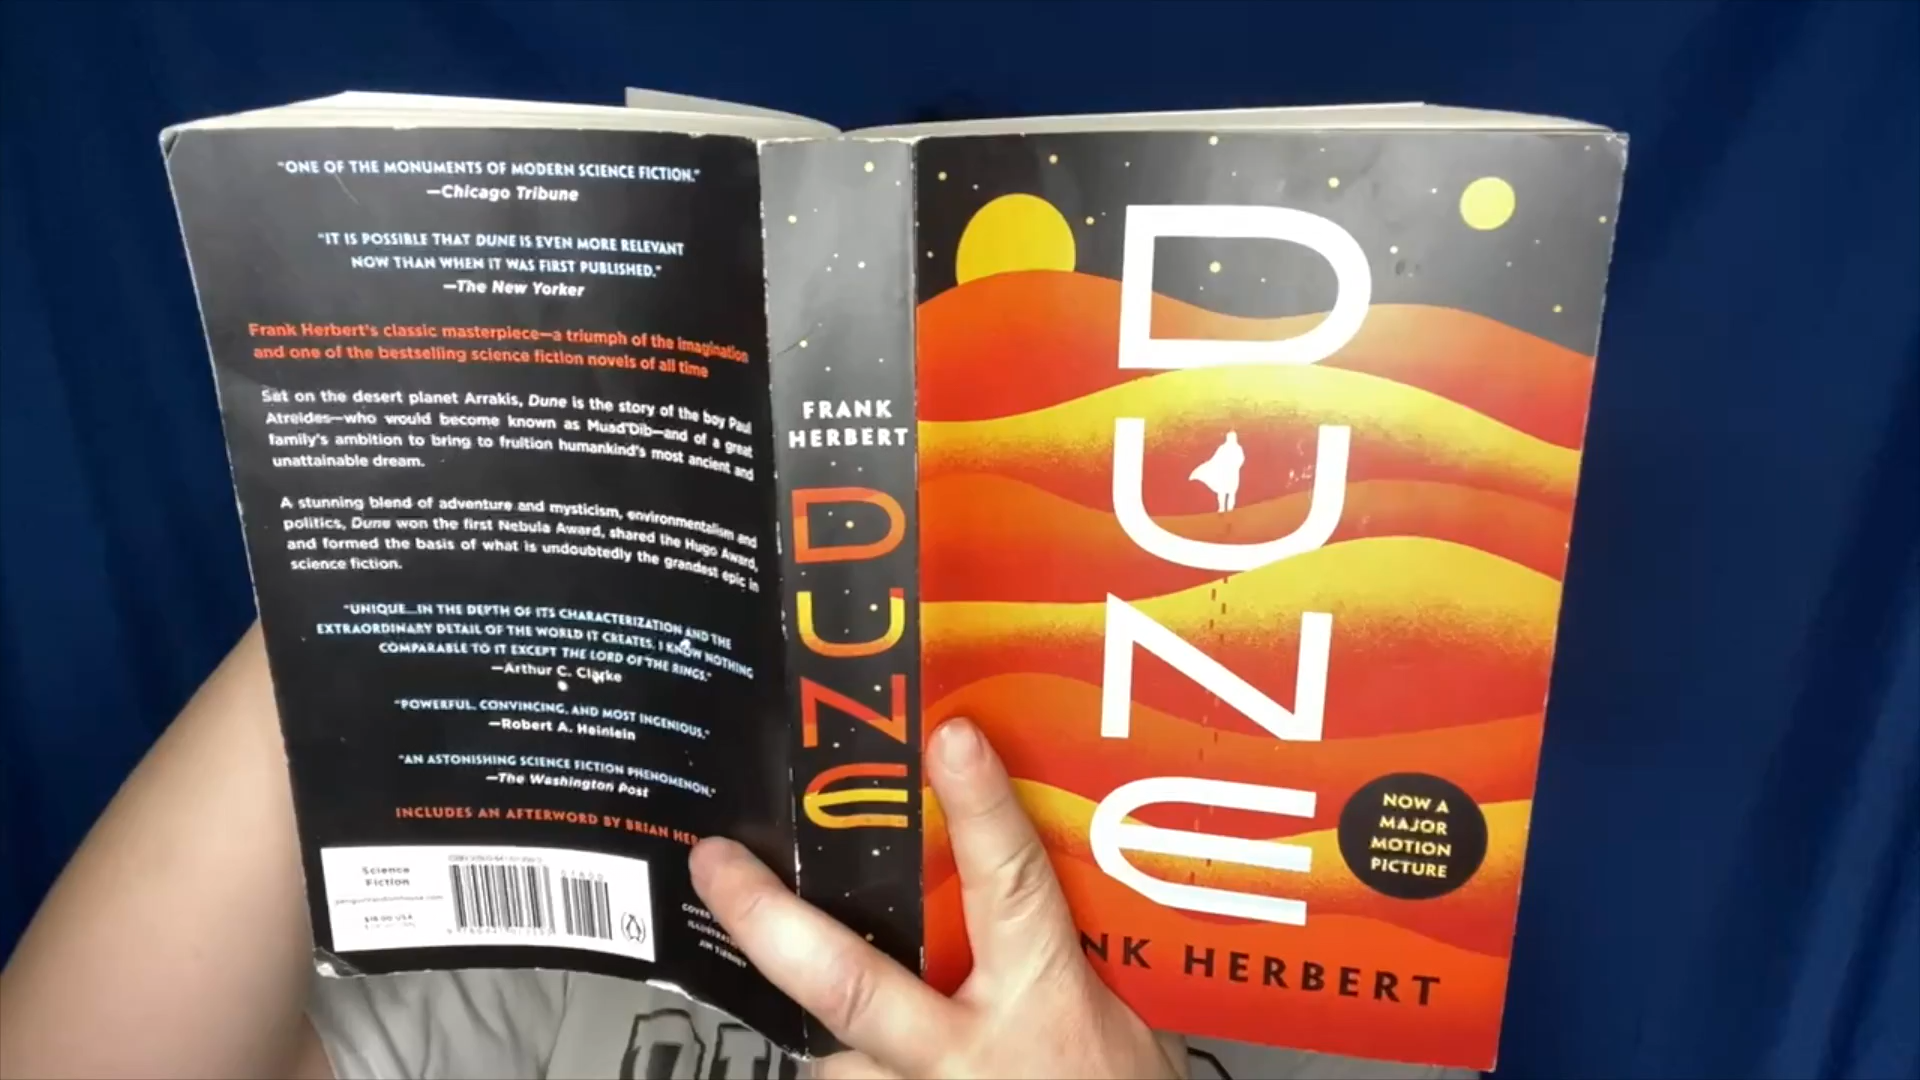 "ONE OF THE MONUMENTS OF MODERN SCIENCE FICTION."
—Chicago Tribune
"IT IS POSSIBLE THAT DUNE IS EVEN MORE RELEVANT
NOW THAN WHEN IT WAS FIRST PUBLISHED."
—The New Yorker
Frank Herbert's classic masterpiece—a triumph of the imagination
and one of the bestselling science fiction novels of all time
Set on the desert planet Arrakis, Dune is the story of the boy Paul
Atreides—who would become known as Muad'Dib—and of a great
family's ambition to bring to fruition humankind's most ancient and
unattainable dream.
A stunning blend of adventure and mysticism, environmentalism and
politics, Dune won the first Nebula Award, shared the Hugo Award,
and formed the basis of what is undoubtedly the grandest epic in
science fiction.
"UNIQUE...IN THE DEPTH OF ITS CHARACTERIZATION AND THE
EXTRAORDINARY DETAIL OF THE WORLD IT CREATES. I KNOW NOTHING
COMPARABLE TO IT EXCEPT THE LORD OF THE RINGS."
—Arthur C. Clarke
"POWERFUL, CONVINCING, AND MOST INGENIOUS."
—Robert A. Heinlein
"AN ASTONISHING SCIENCE FICTION PHENOMENON."
—The Washington Post
INCLUDES AN AFTERWORD BY BRIAN HER
Science
Fiction
penguinrandomhouse.com
$18.00 USA
COVER
ILLUSTRAT
JIM TIERNEY
FRANK
HERBERT
DUNE
DUNE
NOW A
MAJOR
MOTION
PICTURE
NK HERBERT